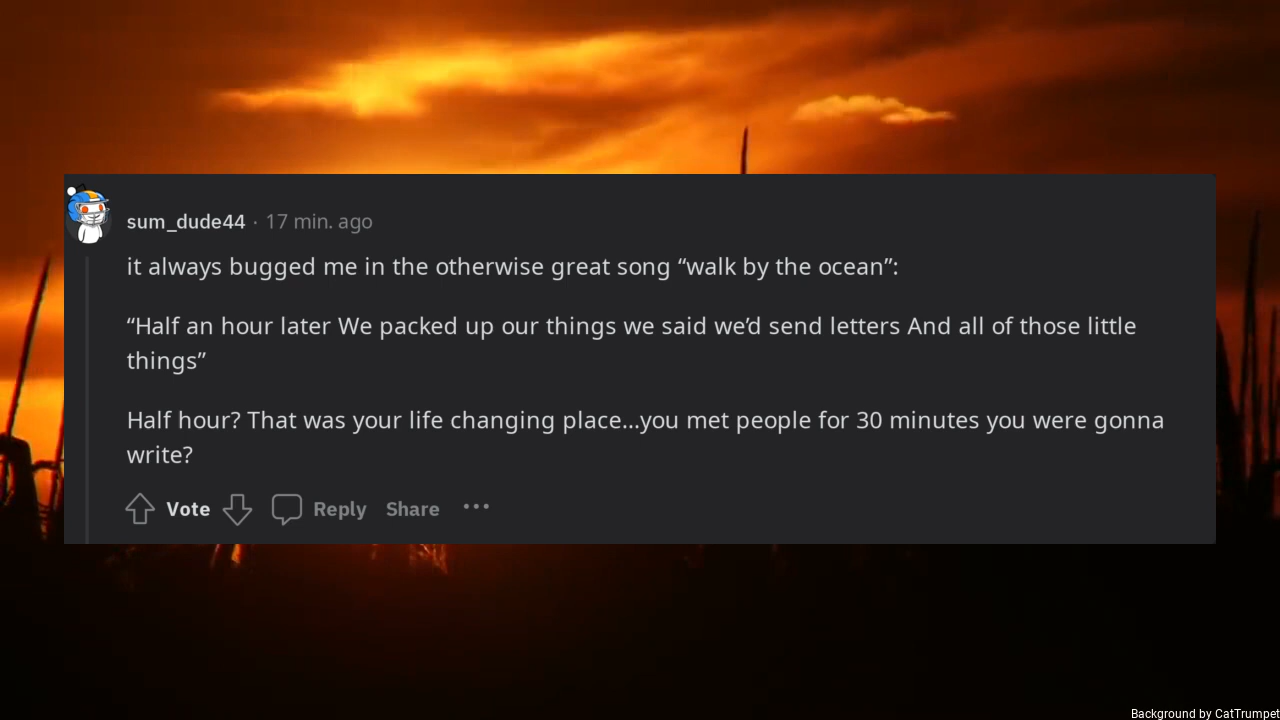 sum_dude44 · 17 min. ago
it always bugged me in the otherwise great song “walk by the ocean”:
“Half an hour later We packed up our things we said we’d send letters And all of those little
things”
Half hour? That was your life changing place...you met people for 30 minutes you were gonna
write?
Vote Reply Share ···
Background by CatTrumpet